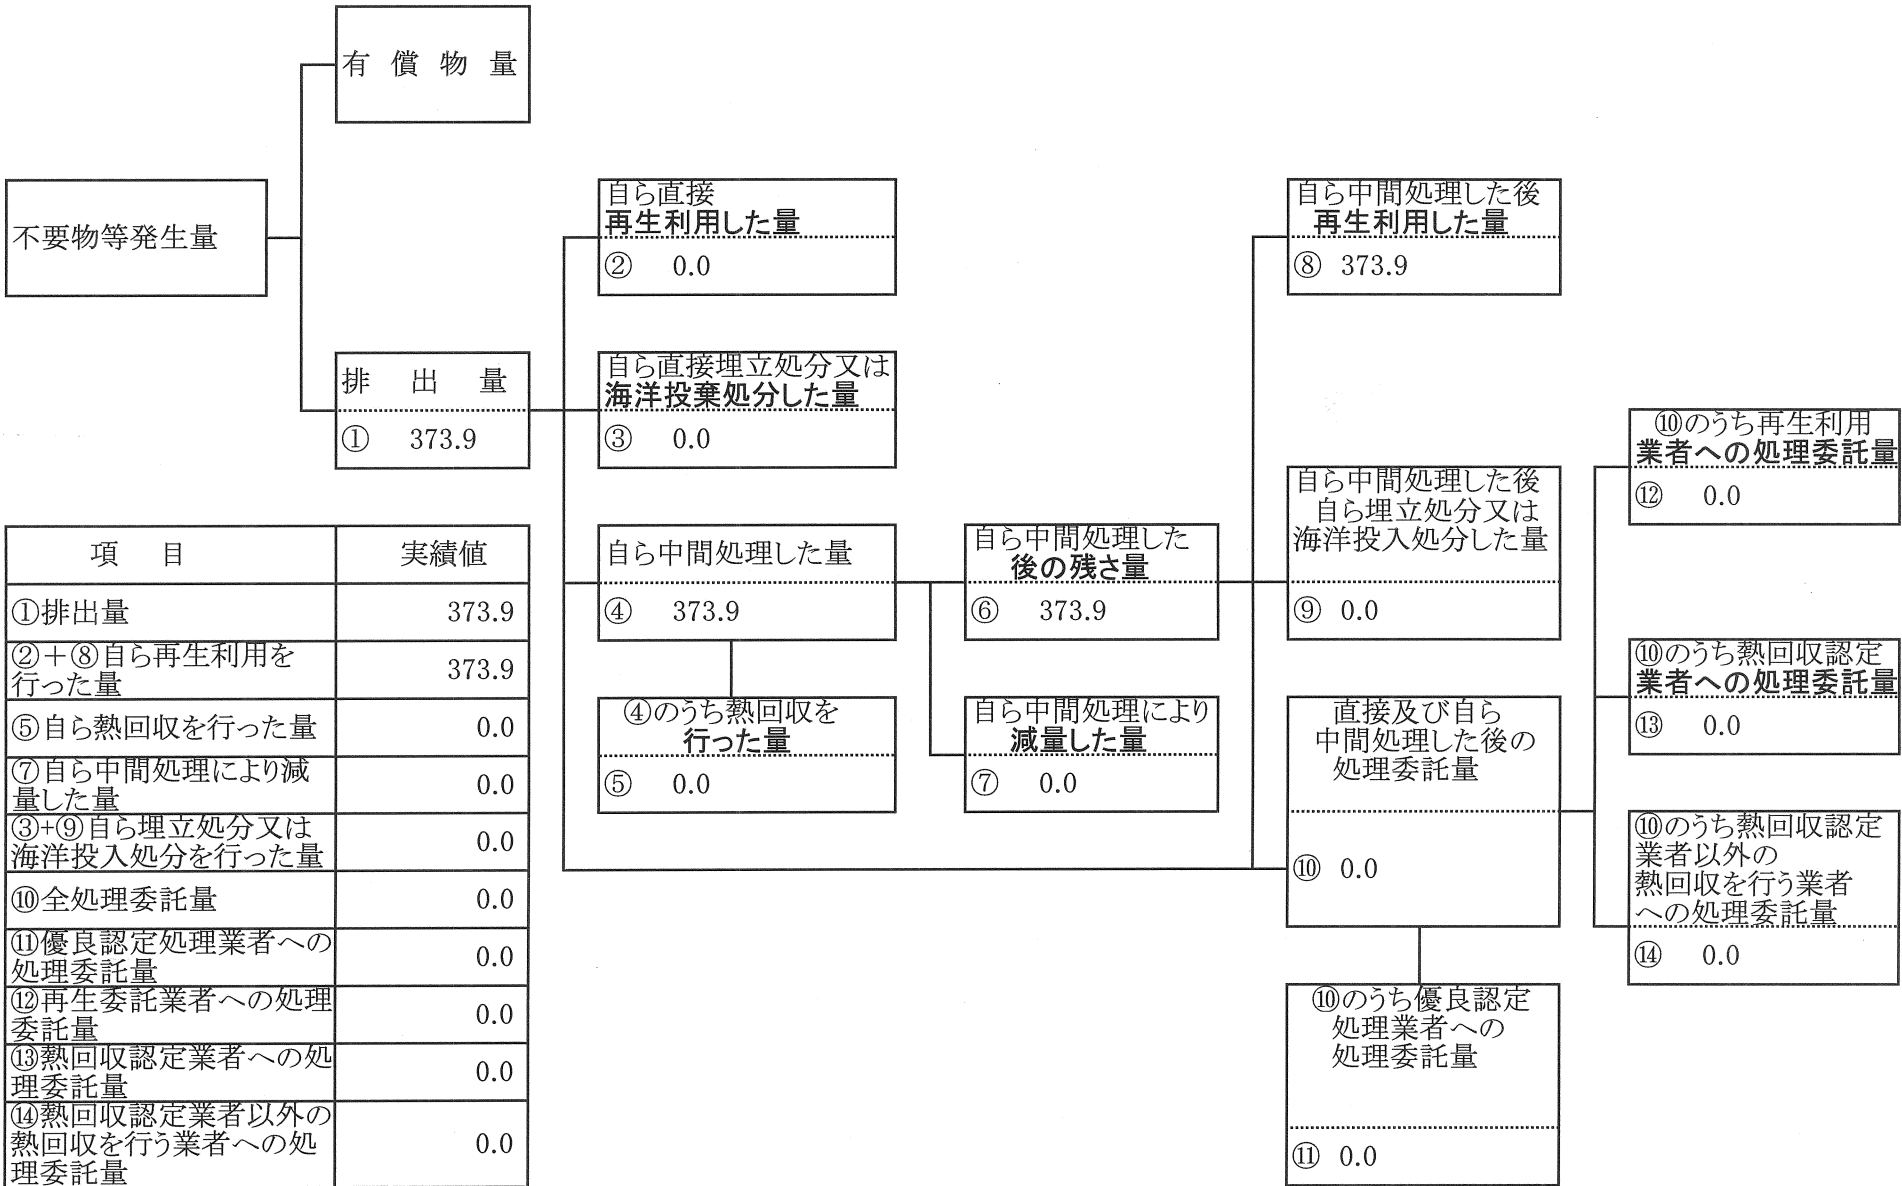 有 償 物 量
不要物等発生量
排 出 量
① 373.9
自ら直接
再生利用した量
② 0.0
自ら直接埋立処分又は
海洋投棄処分した量
③ 0.0
自ら中間処理した量
④ 373.9
④のうち熱回収を
行った量
⑤ 0.0
自ら中間処理した
後の残さ量
⑥ 373.9
自ら中間処理により
減量した量
⑦ 0.0
自ら中間処理した後
再生利用した量
⑧ 373.9
自ら中間処理した後
自ら埋立処分又は
海洋投入処分した量
⑨ 0.0
直接及び自ら
中間処理した後の
処理委託量
⑩ 0.0
⑩のうち優良認定
処理業者への
処理委託量
⑪ 0.0
⑩のうち再生利用
業者への処理委託量
⑫ 0.0
⑩のうち熱回収認定
業者への処理委託量
⑬ 0.0
⑩のうち熱回収認定
業者以外の
熱回収を行う業者
への処理委託量
⑭ 0.0
項 目 実績値
①排出量 373.9
②+⑧自ら再生利用を
行った量 373.9
⑤自ら熱回収を行った量 0.0
⑦自ら中間処理により減
量した量 0.0
③+⑨自ら埋立処分又は
海洋投入処分を行った量 0.0
⑩全処理委託量 0.0
⑪優良認定処理業者への
処理委託量 0.0
⑫再生委託業者への処理
委託量 0.0
⑬熱回収認定業者への処
理委託量 0.0
⑭熱回収認定業者以外の
熱回収を行う業者への処
理委託量 0.0